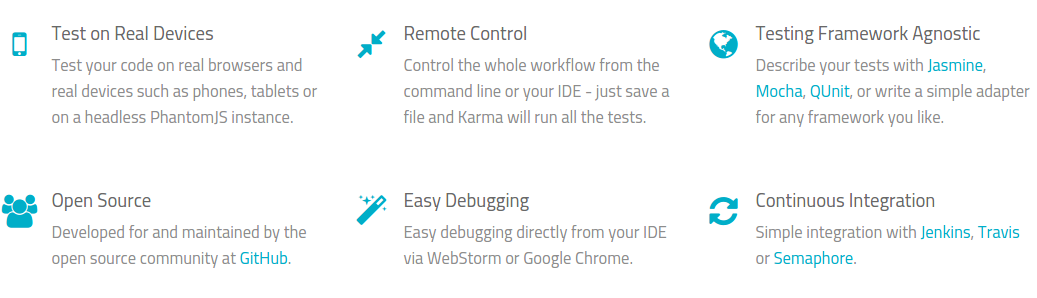 Test on Real Devices
Test your code on real browsers and
real devices such as phones, tablets or
on a headless PhantomJS instance.
Remote Control
Control the whole workflow from the
command line or your IDE - just save a
file and Karma will run all the tests.
Testing Framework Agnostic
Describe your tests with Jasmine,
Mocha, QUnit, or write a simple adapter
for any framework you like.
Open Source
Developed for and maintained by the
open source community at GitHub.
Easy Debugging
Easy debugging directly from your IDE
via WebStorm or Google Chrome.
Continuous Integration
Simple integration with Jenkins, Travis
or Semaphore.